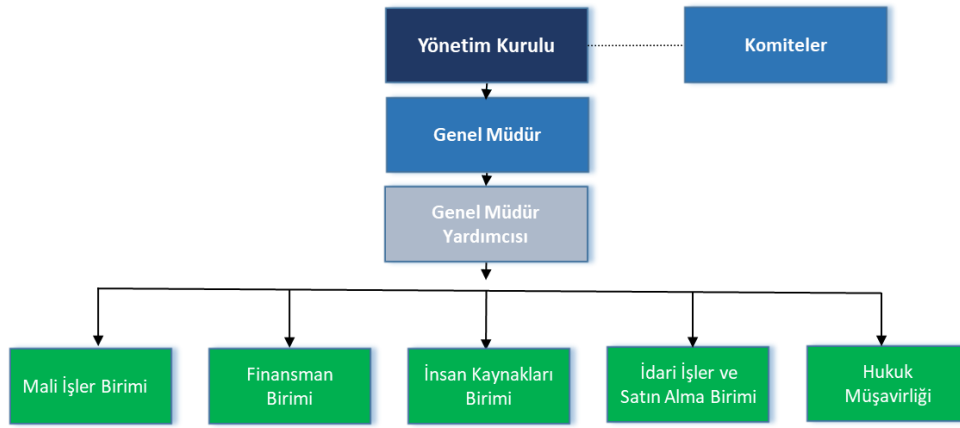 Yönetim Kurulu
Komiteler
Genel Müdür
Genel Müdür
Yardımcısı
Mali İşler Birimi
Finansman
Birimi
İnsan Kaynakları
Birimi
İdari İşler ve
Satın Alma Birimi
Hukuk
Müşavirliği